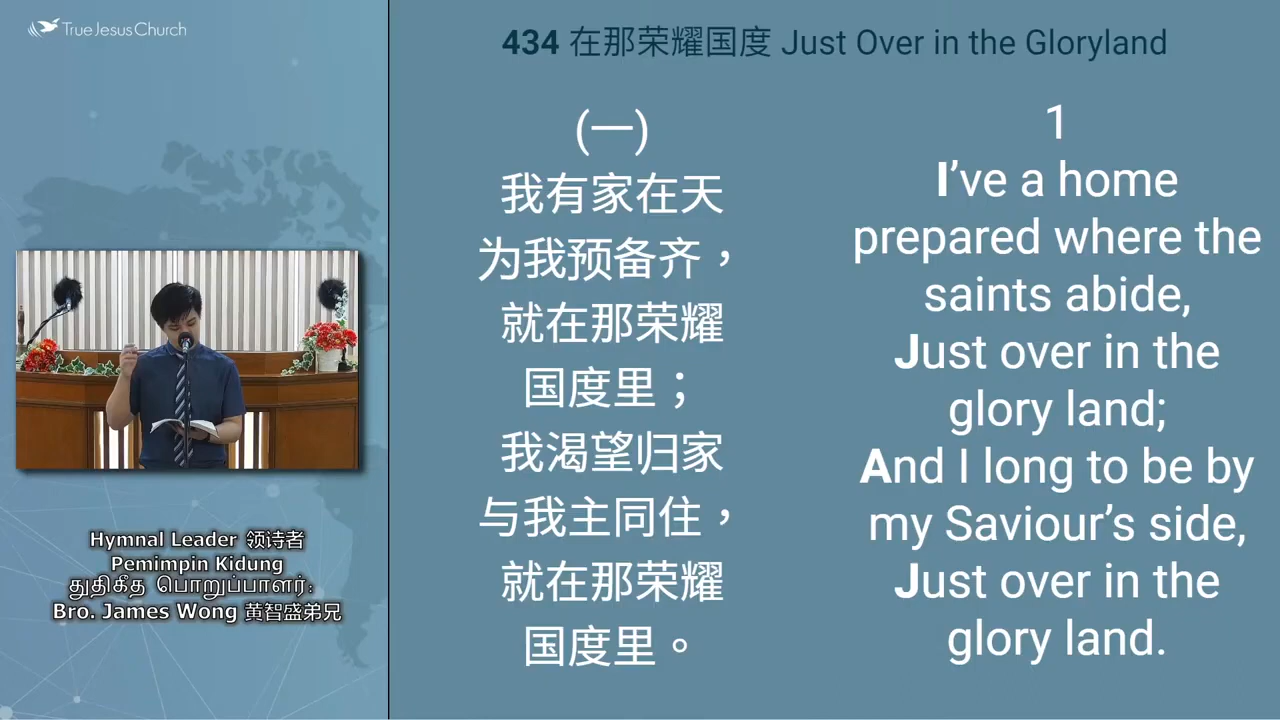 True Jesus Church
434 在那荣耀国度 Just Over in the Gloryland
(一)
我有家在天
为我预备齐，
就在那荣耀
国度里；
我渴望归家
与我主同住，
就在那荣耀
国度里。
1
I’ve a home
prepared where the
saints abide,
Just over in the
glory land;
And I long to be by
my Saviour’s side,
Just over in the
glory land.
Hymnal Leader 领诗者
Pemimpin Kidung
துதிகீத பொறுப்பாளர்:
Bro. James Wong 黄智盛弟兄